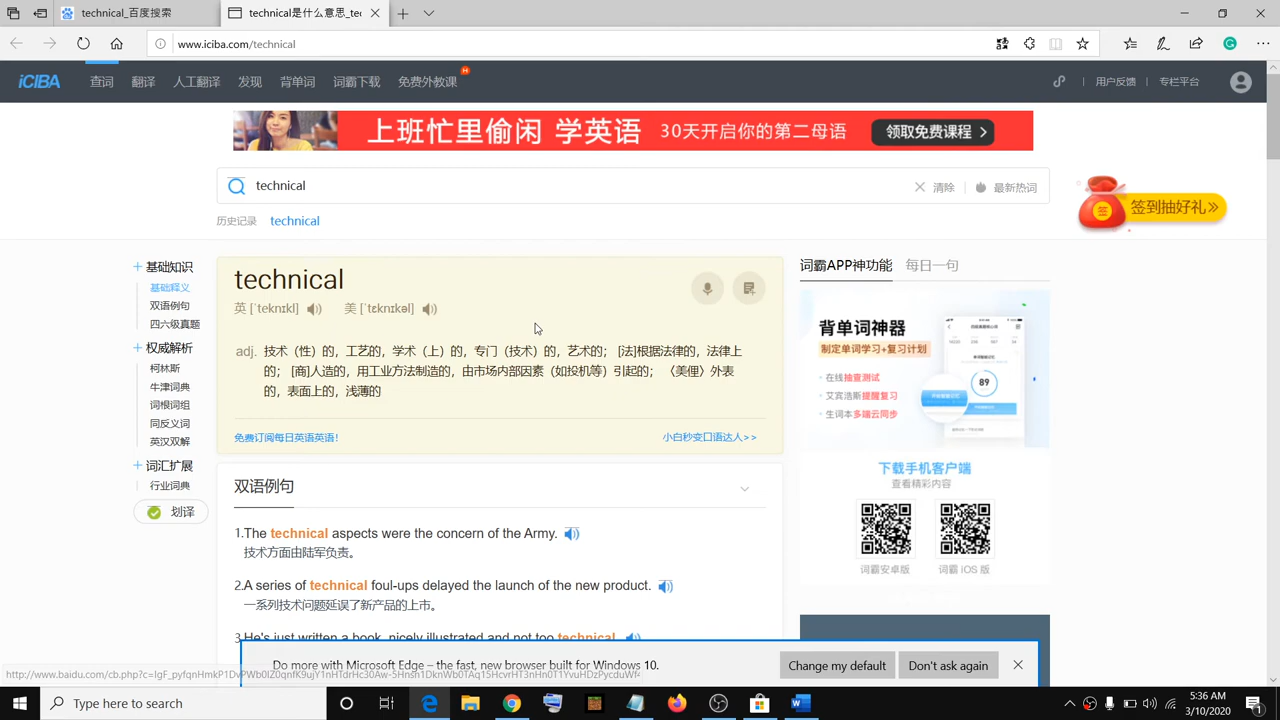 technical_百度搜索
technical是什么意思_tec
www.iciba.com/technical
iCIBA 查词 翻译 人工翻译 发现 背单词 词霸下载 免费外教课
用户反馈 专栏平台
上班忙里偷闲 学英语 30天开启你的第二母语 领取免费课程
technical
清除 最新热词
历史记录 technical
签 签到抽好礼
基础知识
基础释义
双语例句
四六级真题
权威解析
柯林斯
牛津词典
词根词组
同反义词
英汉双解
词汇扩展
行业词典
划译
technical
英 [ˈteknɪkl] 美 [ˈtɛknɪkəl]
adj. 技术（性）的，工艺的，学术（上）的，专门（技术）的，艺术的； [法]根据法律的，法律上
的； [商]人造的，用工业方法制造的，由市场内部因素（如投机等）引起的； 〈美俚〉外表
的，表面上的，浅薄的
免费订阅每日英语英语!
小白秒变口语达人>>
双语例句
1.The technical aspects were the concern of the Army.
技术方面由陆军负责。
2.A series of technical foul-ups delayed the launch of the new product.
一系列技术问题延误了新产品的上市。
3.He's just written a book, nicely illustrated and not too technical.
词霸APP神功能 每日一句
背单词神器
制定单词学习+复习计划
在线抽查测试
艾宾浩斯提醒复习
生词本多端云同步
89
下载手机客户端
查看精彩内容
词霸安卓版 词霸 iOS 版
Do more with Microsoft Edge – the fast, new browser built for Windows 10.
Change my default Don't ask again
Type here to search
5:36 AM
3/10/2020